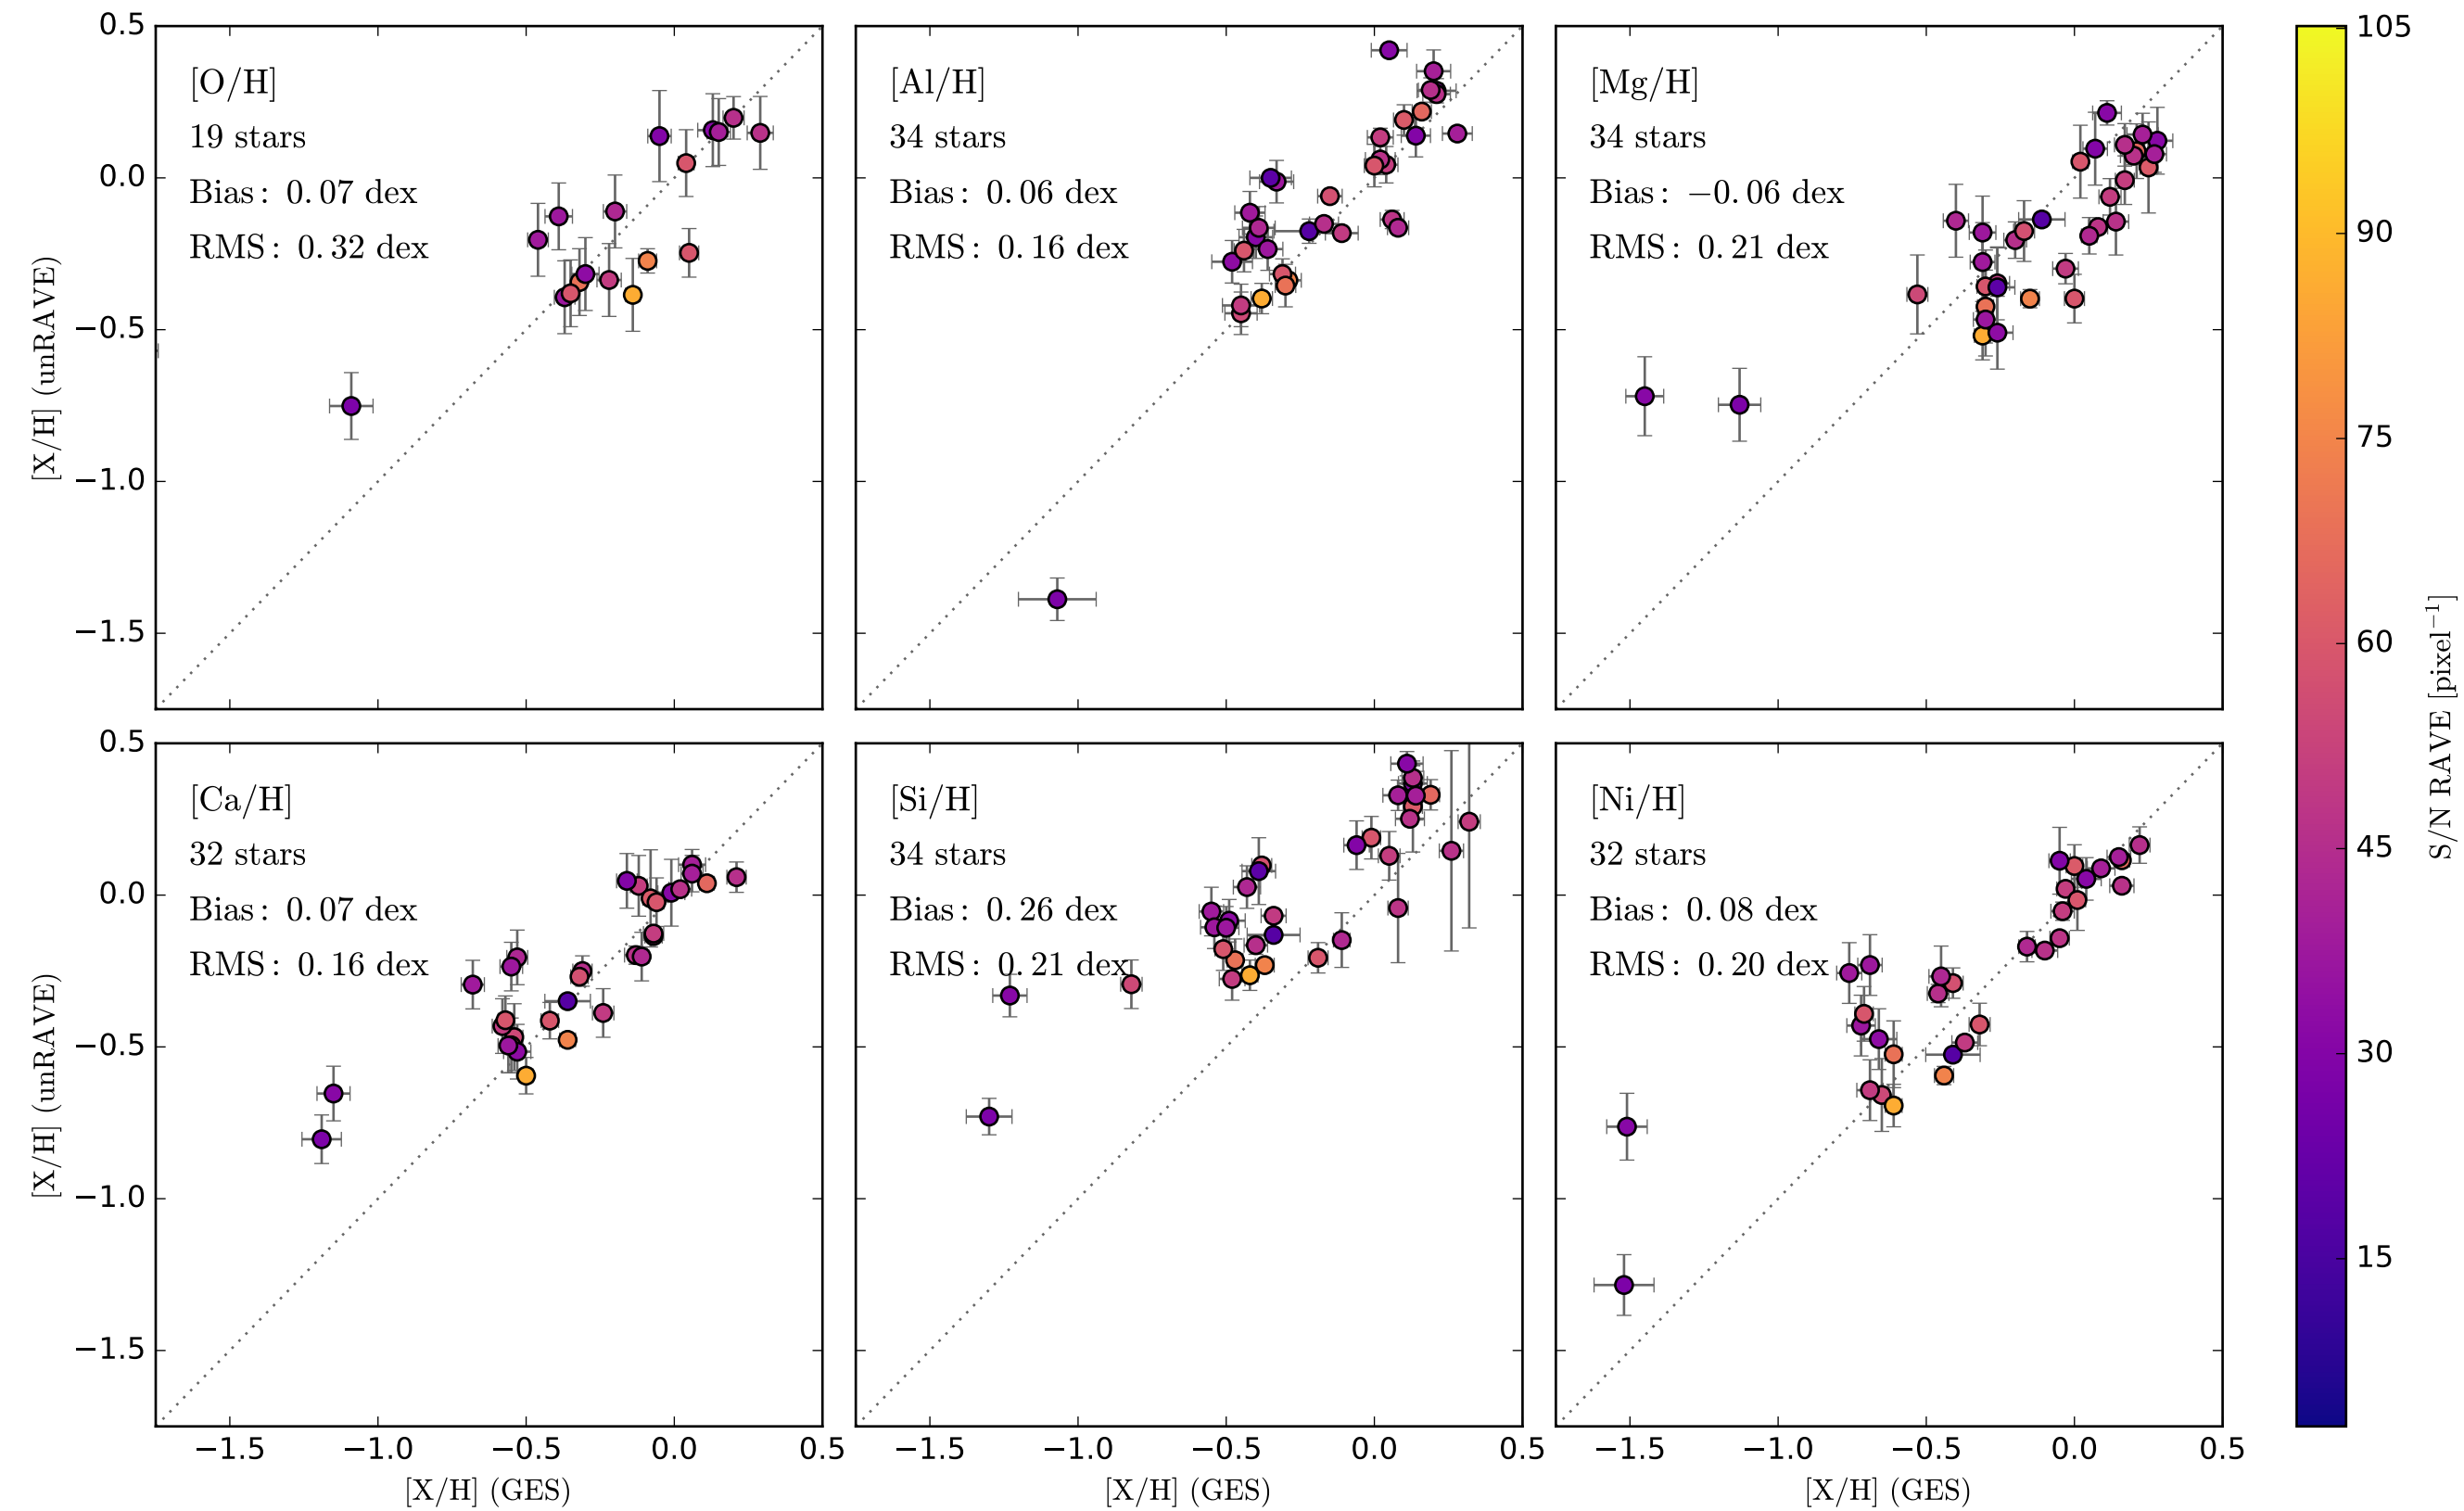 [O/H]
19 stars
Bias: 0.07 dex
RMS: 0.32 dex
[Al/H]
34 stars
Bias: 0.06 dex
RMS: 0.16 dex
[Mg/H]
34 stars
Bias: −0.06 dex
RMS: 0.21 dex
0.5
0.0
−0.5
−1.0
−1.5
[X/H] (unRAVE)
[Ca/H]
32 stars
Bias: 0.07 dex
RMS: 0.16 dex
[Si/H]
34 stars
Bias: 0.26 dex
RMS: 0.21 dex
[Ni/H]
32 stars
Bias: 0.08 dex
RMS: 0.20 dex
0.5
0.0
−0.5
−1.0
−1.5
[X/H] (unRAVE)
−1.5 −1.0 −0.5 0.0 0.5
−1.5 −1.0 −0.5 0.0 0.5
−1.5 −1.0 −0.5 0.0 0.5
[X/H] (GES)
[X/H] (GES)
[X/H] (GES)
105
90
75
60
45
30
15
S/N RAVE [pixel⁻¹]